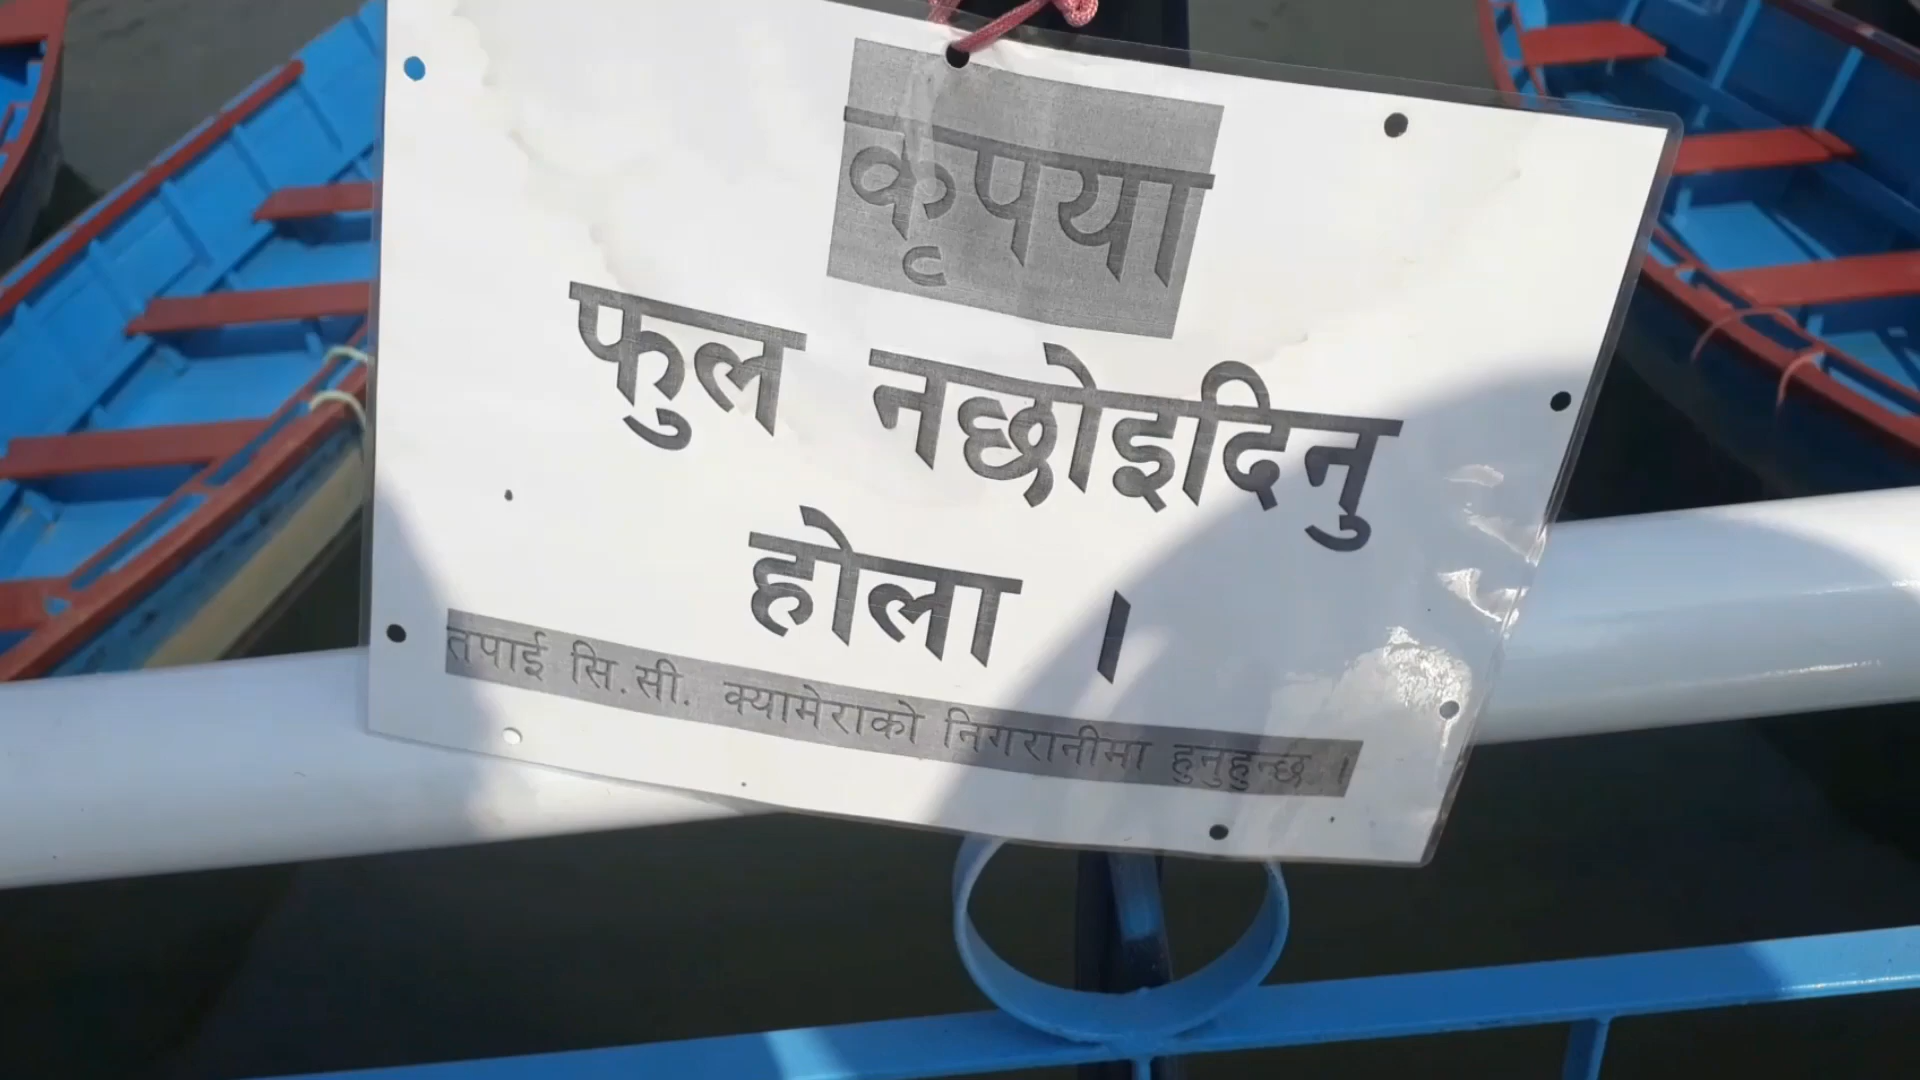 कृपया
फुल नछोइदिनु
होला ।
तपाई सि.सी. क्यामेराको निगरानीमा हुनुहुन्छ ।